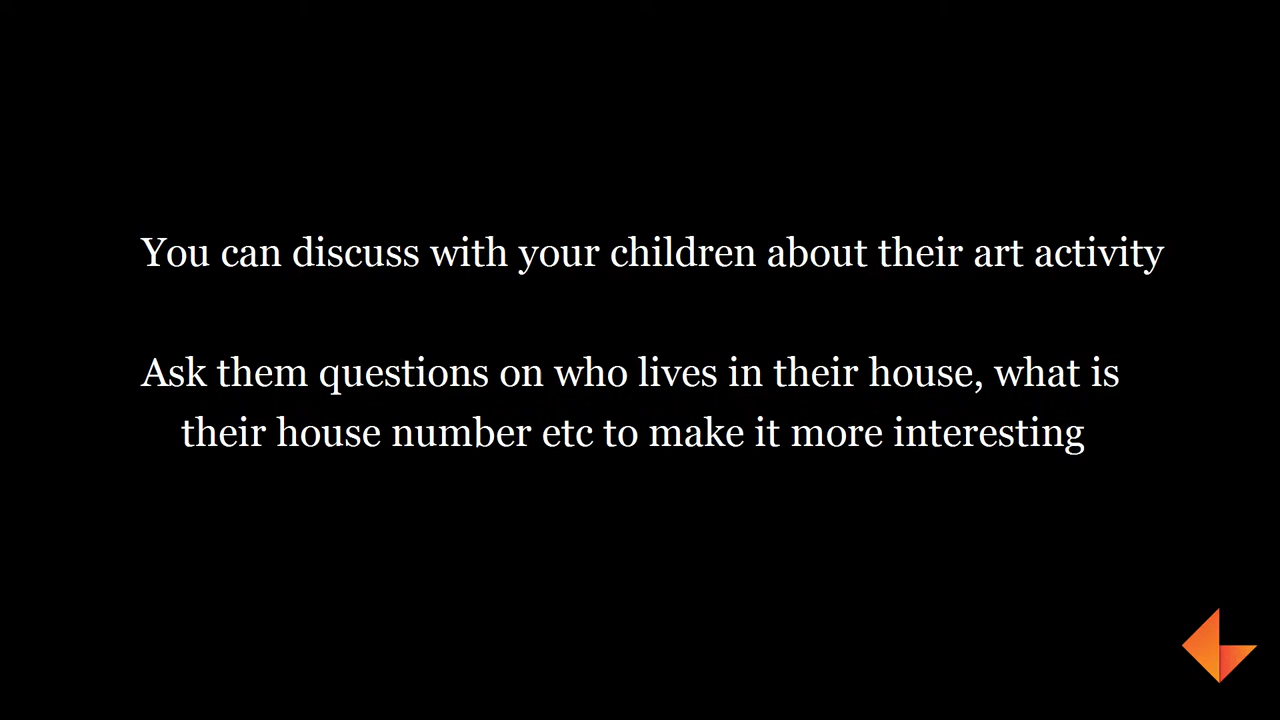 You can discuss with your children about their art activity
Ask them questions on who lives in their house, what is
their house number etc to make it more interesting